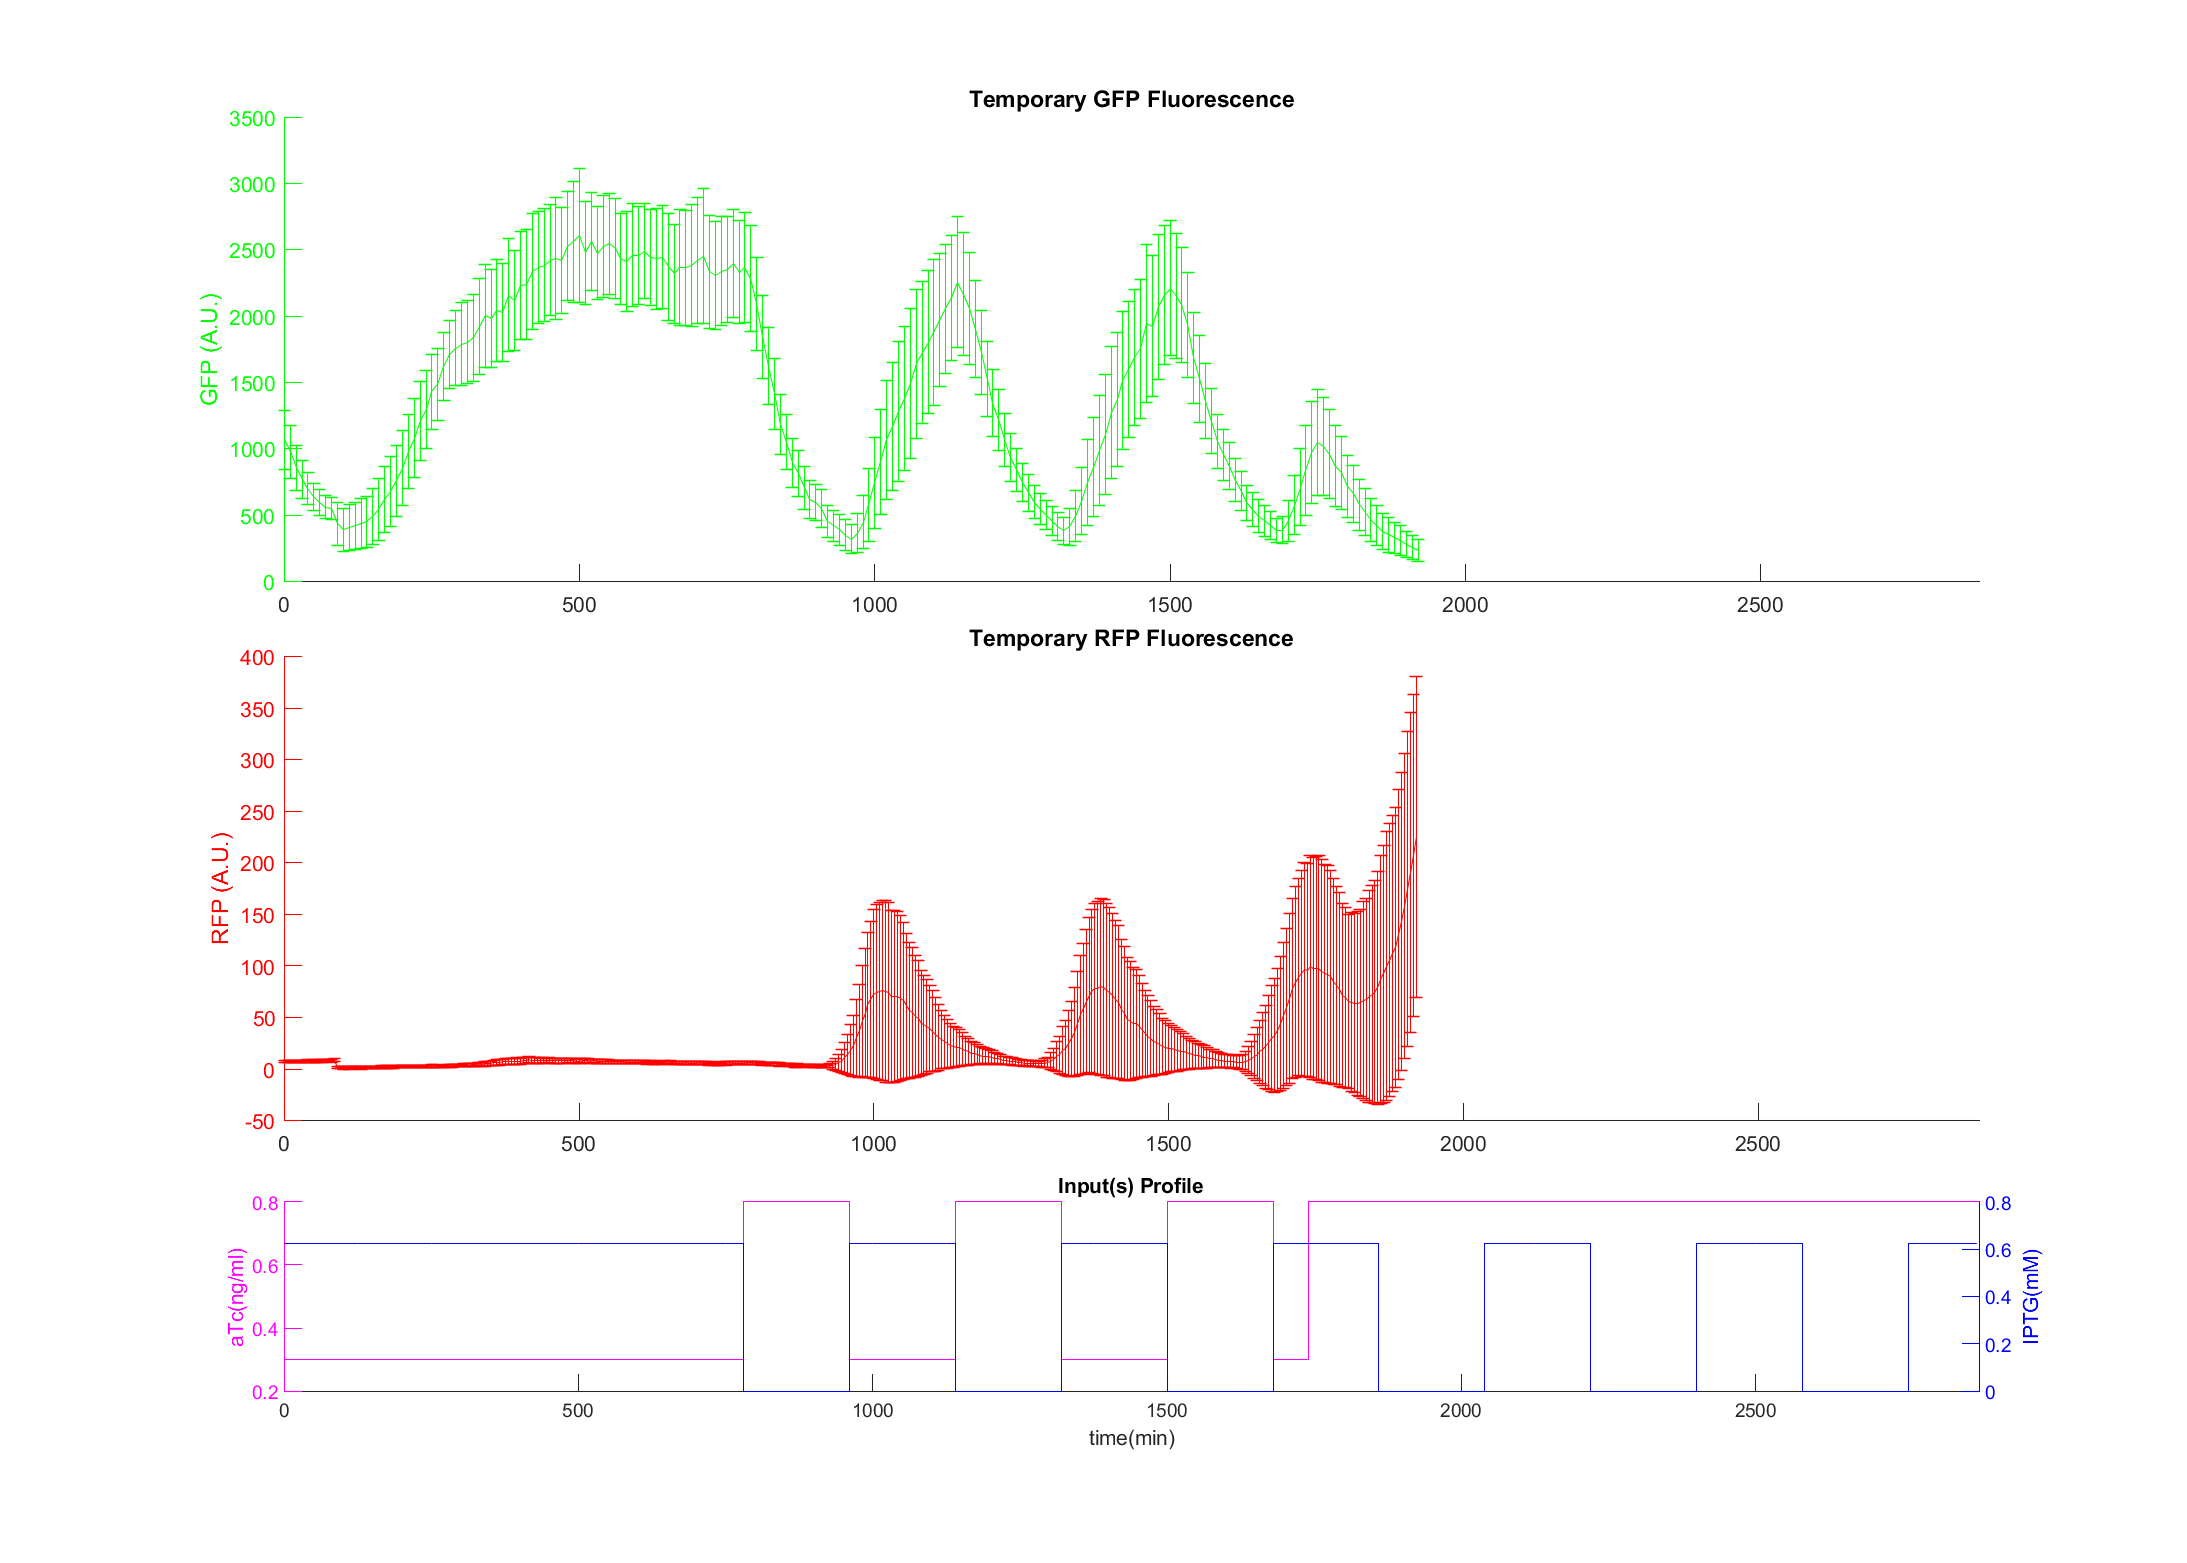 Temporary GFP Fluorescence
GFP (A.U.)
3500
3000
2500
2000
1500
1000
500
0
0 500 1000 1500 2000 2500
Temporary RFP Fluorescence
RFP (A.U.)
400
350
300
250
200
150
100
50
0
-50
0 500 1000 1500 2000 2500
Input(s) Profile
aTc(ng/ml)
0.8
0.6
0.4
0.2
0.8
0.6
0.4
0.2
0
IPTG(mM)
0 500 1000 1500 2000 2500
time(min)